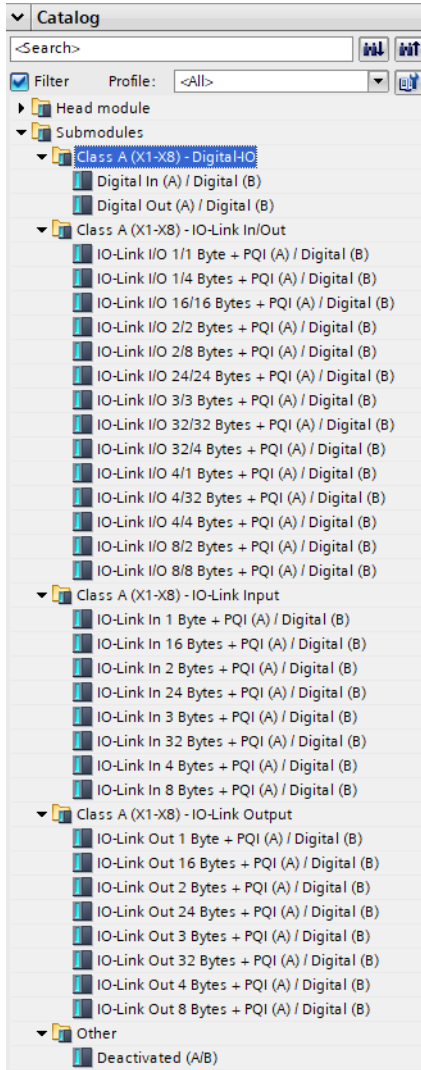 Catalog
<Search>
Filter Profile: <All>
Head module
Submodules
Class A (X1-X8) - Digital-IO
Digital In (A) / Digital (B)
Digital Out (A) / Digital (B)
Class A (X1-X8) - IO-Link In/Out
IO-Link I/O 1/1 Byte + PQI (A) / Digital (B)
IO-Link I/O 1/4 Bytes + PQI (A) / Digital (B)
IO-Link I/O 16/16 Bytes + PQI (A) / Digital (B)
IO-Link I/O 2/2 Bytes + PQI (A) / Digital (B)
IO-Link I/O 2/8 Bytes + PQI (A) / Digital (B)
IO-Link I/O 24/24 Bytes + PQI (A) / Digital (B)
IO-Link I/O 3/3 Bytes + PQI (A) / Digital (B)
IO-Link I/O 32/32 Bytes + PQI (A) / Digital (B)
IO-Link I/O 32/4 Bytes + PQI (A) / Digital (B)
IO-Link I/O 4/1 Bytes + PQI (A) / Digital (B)
IO-Link I/O 4/32 Bytes + PQI (A) / Digital (B)
IO-Link I/O 4/4 Bytes + PQI (A) / Digital (B)
IO-Link I/O 8/2 Bytes + PQI (A) / Digital (B)
IO-Link I/O 8/8 Bytes + PQI (A) / Digital (B)
Class A (X1-X8) - IO-Link Input
IO-Link In 1 Byte + PQI (A) / Digital (B)
IO-Link In 16 Bytes + PQI (A) / Digital (B)
IO-Link In 2 Bytes + PQI (A) / Digital (B)
IO-Link In 24 Bytes + PQI (A) / Digital (B)
IO-Link In 3 Bytes + PQI (A) / Digital (B)
IO-Link In 32 Bytes + PQI (A) / Digital (B)
IO-Link In 4 Bytes + PQI (A) / Digital (B)
IO-Link In 8 Bytes + PQI (A) / Digital (B)
Class A (X1-X8) - IO-Link Output
IO-Link Out 1 Byte + PQI (A) / Digital (B)
IO-Link Out 16 Bytes + PQI (A) / Digital (B)
IO-Link Out 2 Bytes + PQI (A) / Digital (B)
IO-Link Out 24 Bytes + PQI (A) / Digital (B)
IO-Link Out 3 Bytes + PQI (A) / Digital (B)
IO-Link Out 32 Bytes + PQI (A) / Digital (B)
IO-Link Out 4 Bytes + PQI (A) / Digital (B)
IO-Link Out 8 Bytes + PQI (A) / Digital (B)
Other
Deactivated (A/B)